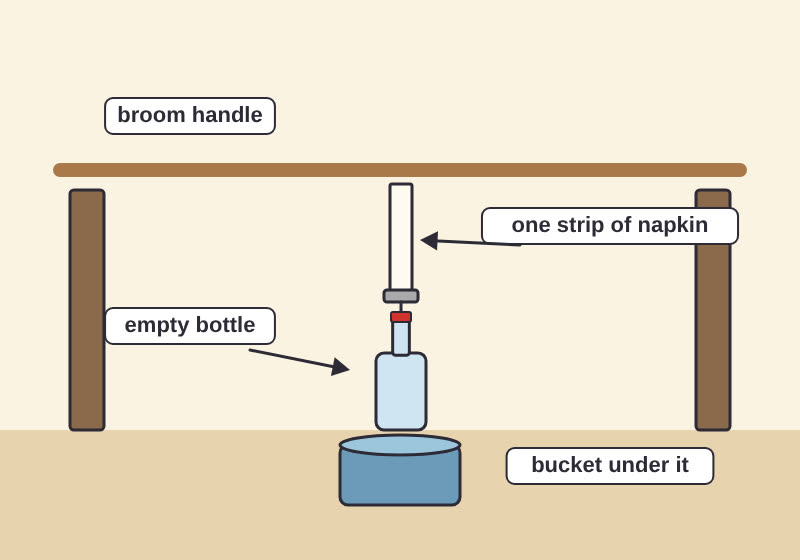 broom handle
one strip of napkin
empty bottle
bucket under it